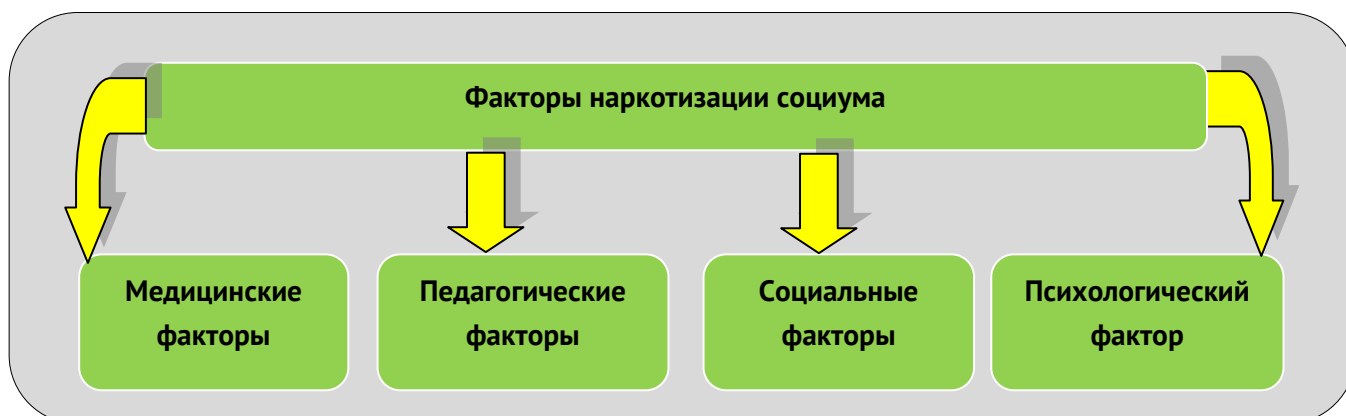 Факторы наркотизации социума
Медицинские
факторы
Педагогические
факторы
Социальные
факторы
Психологический
фактор